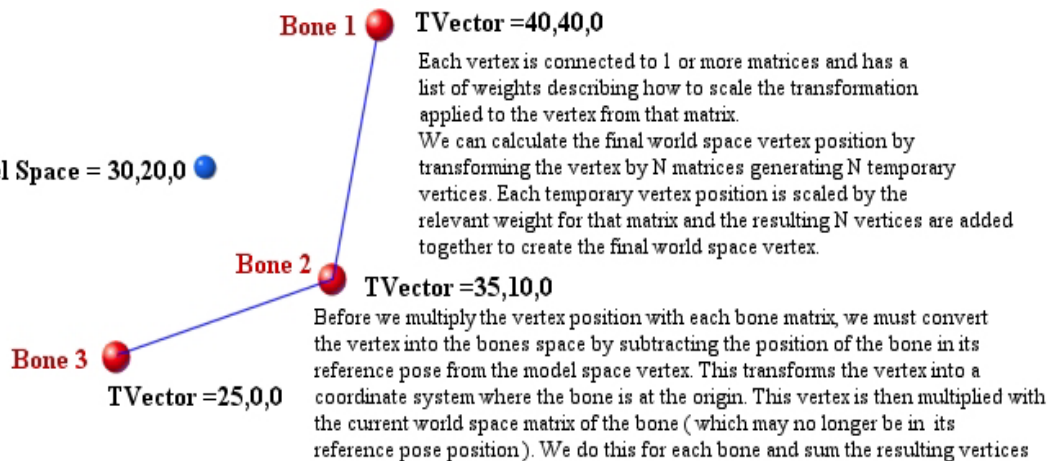 Bone 1
TVector =40,40,0
Each vertex is connected to 1 or more matrices and has a
list of weights describing how to scale the transformation
applied to the vertex from that matrix.
We can calculate the final world space vertex position by
transforming the vertex by N matrices generating N temporary
vertices. Each temporary vertex position is scaled by the
relevant weight for that matrix and the resulting N vertices are added
together to create the final world space vertex.
Space = 30,20,0
Bone 2
TVector =35,10,0
Before we multiply the vertex position with each bone matrix, we must convert
the vertex into the bones space by subtracting the position of the bone in its
reference pose from the model space vertex. This transforms the vertex into a
coordinate system where the bone is at the origin. This vertex is then multiplied with
the current world space matrix of the bone ( which may no longer be in its
reference pose position ). We do this for each bone and sum the resulting vertices
Bone 3
TVector =25,0,0